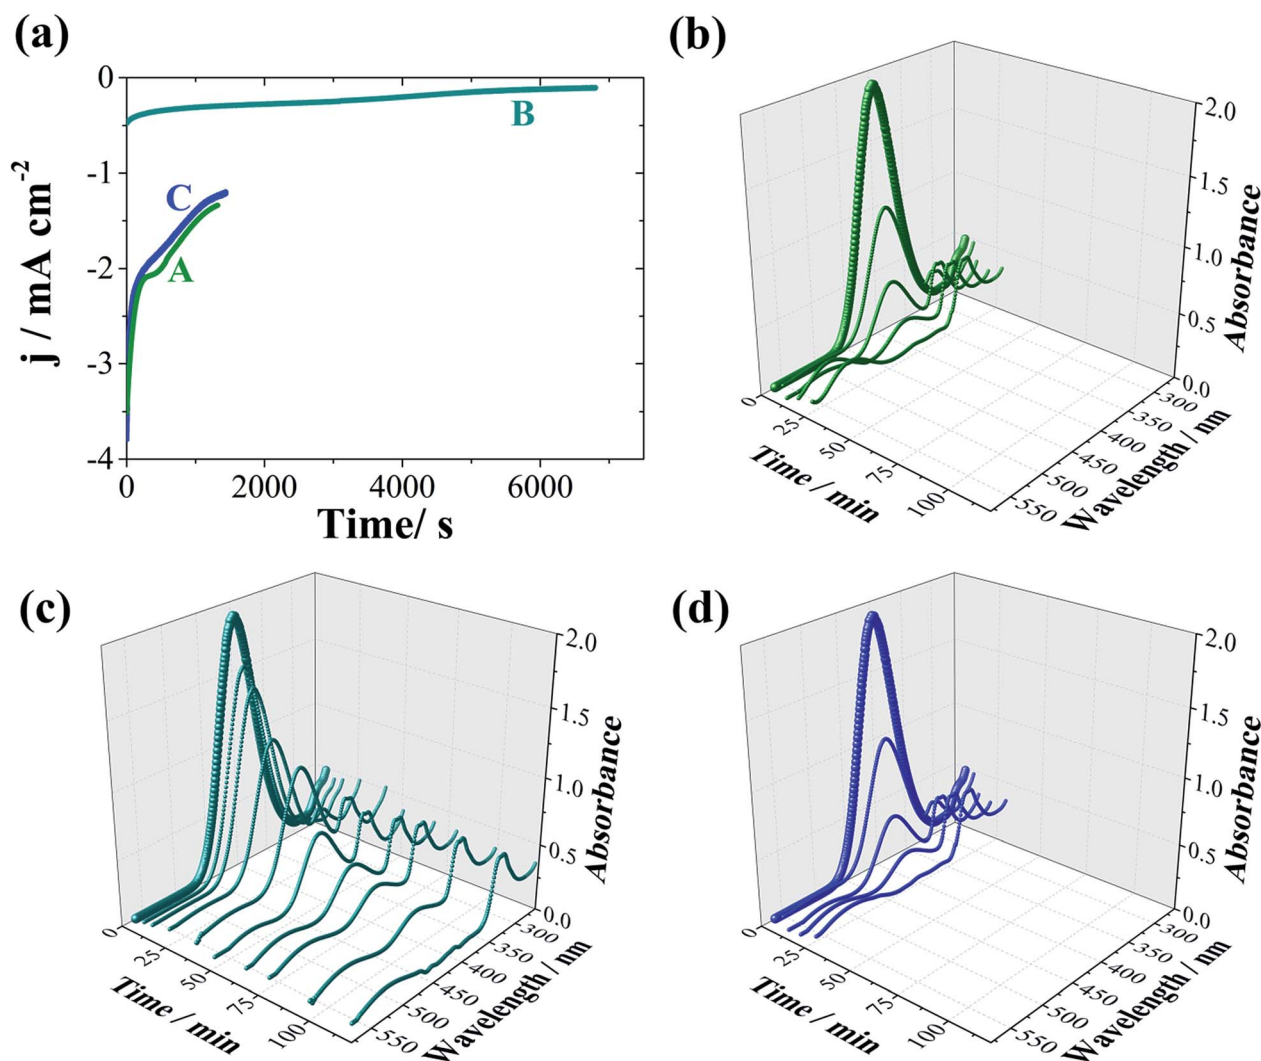 (a)
0
-1
-2
-3
-4
j / mA cm-2
B
C
A
0 2000 4000 6000
Time/ s
(b)
2.0
1.5
1.0
0.5
0.0
Absorbance
0 25 50 75 100
Time / min
300 350 400 450 500 550
Wavelength / nm
(c)
2.0
1.5
1.0
0.5
0.0
Absorbance
0 25 50 75 100
Time / min
300 350 400 450 500 550
Wavelength / nm
(d)
2.0
1.5
1.0
0.5
0.0
Absorbance
0 25 50 75 100
Time / min
300 350 400 450 500 550
Wavelength / nm